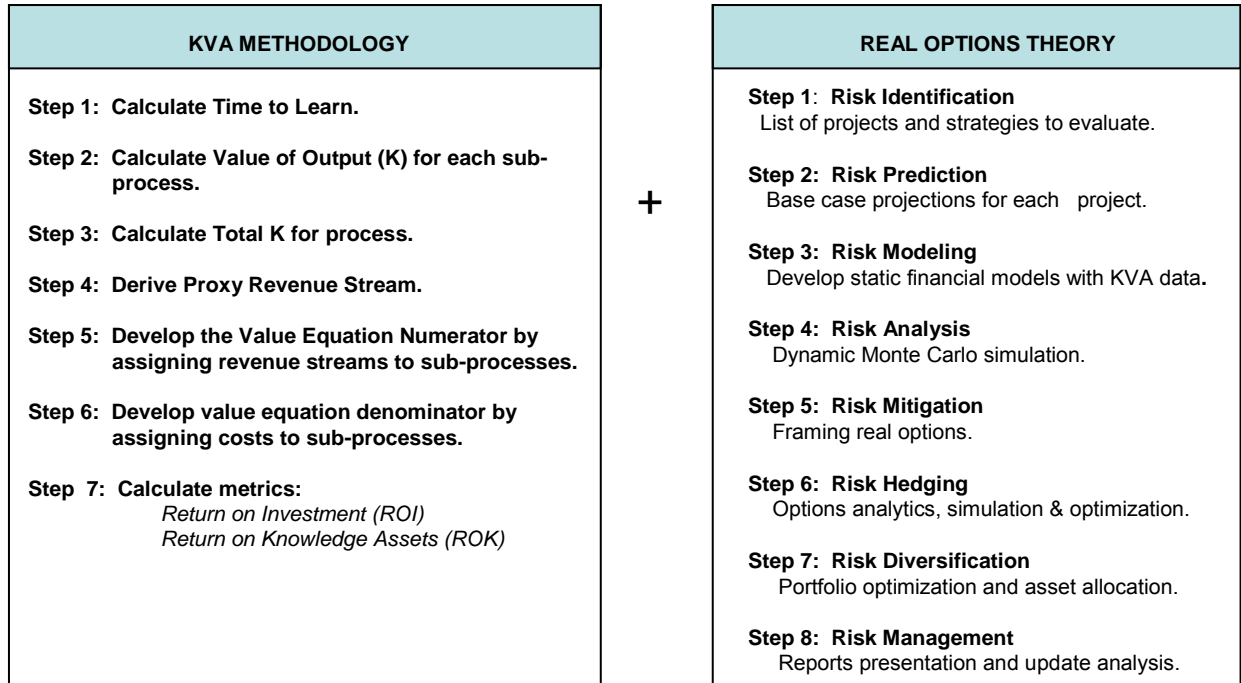 KVA METHODOLOGY
Step 1: Calculate Time to Learn.
Step 2: Calculate Value of Output (K) for each sub-
process.
Step 3: Calculate Total K for process.
Step 4: Derive Proxy Revenue Stream.
Step 5: Develop the Value Equation Numerator by
assigning revenue streams to sub-processes.
Step 6: Develop value equation denominator by
assigning costs to sub-processes.
Step 7: Calculate metrics:
Return on Investment (ROI)
Return on Knowledge Assets (ROK)
+
REAL OPTIONS THEORY
Step 1: Risk Identification
List of projects and strategies to evaluate.
Step 2: Risk Prediction
Base case projections for each project.
Step 3: Risk Modeling
Develop static financial models with KVA data.
Step 4: Risk Analysis
Dynamic Monte Carlo simulation.
Step 5: Risk Mitigation
Framing real options.
Step 6: Risk Hedging
Options analytics, simulation & optimization.
Step 7: Risk Diversification
Portfolio optimization and asset allocation.
Step 8: Risk Management
Reports presentation and update analysis.